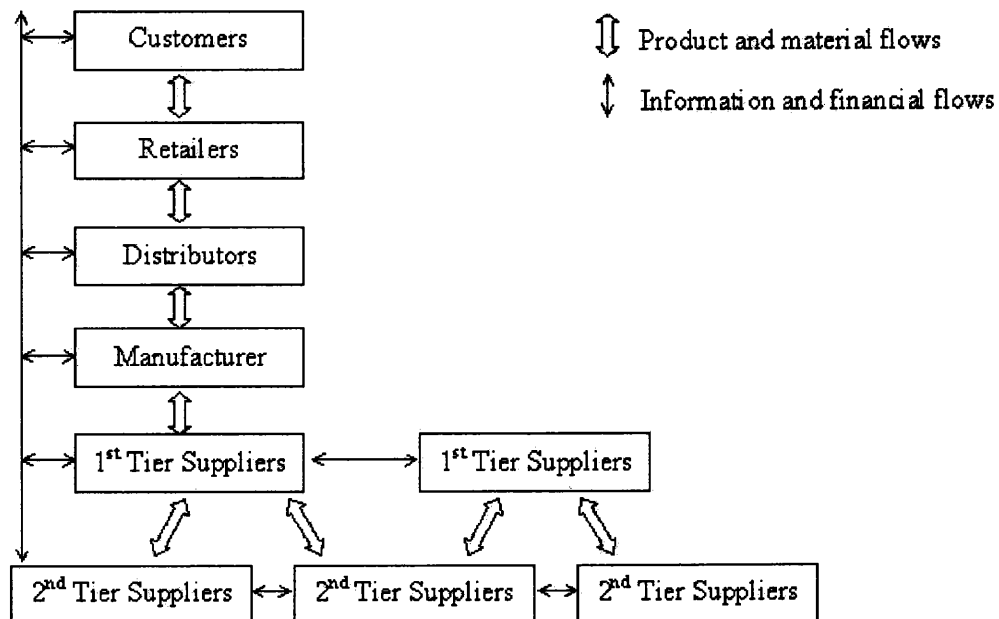 Customers
Product and material flows
Information and financial flows
Retailers
Distributors
Manufacturer
1st Tier Suppliers
1st Tier Suppliers
2nd Tier Suppliers
2nd Tier Suppliers
2nd Tier Suppliers